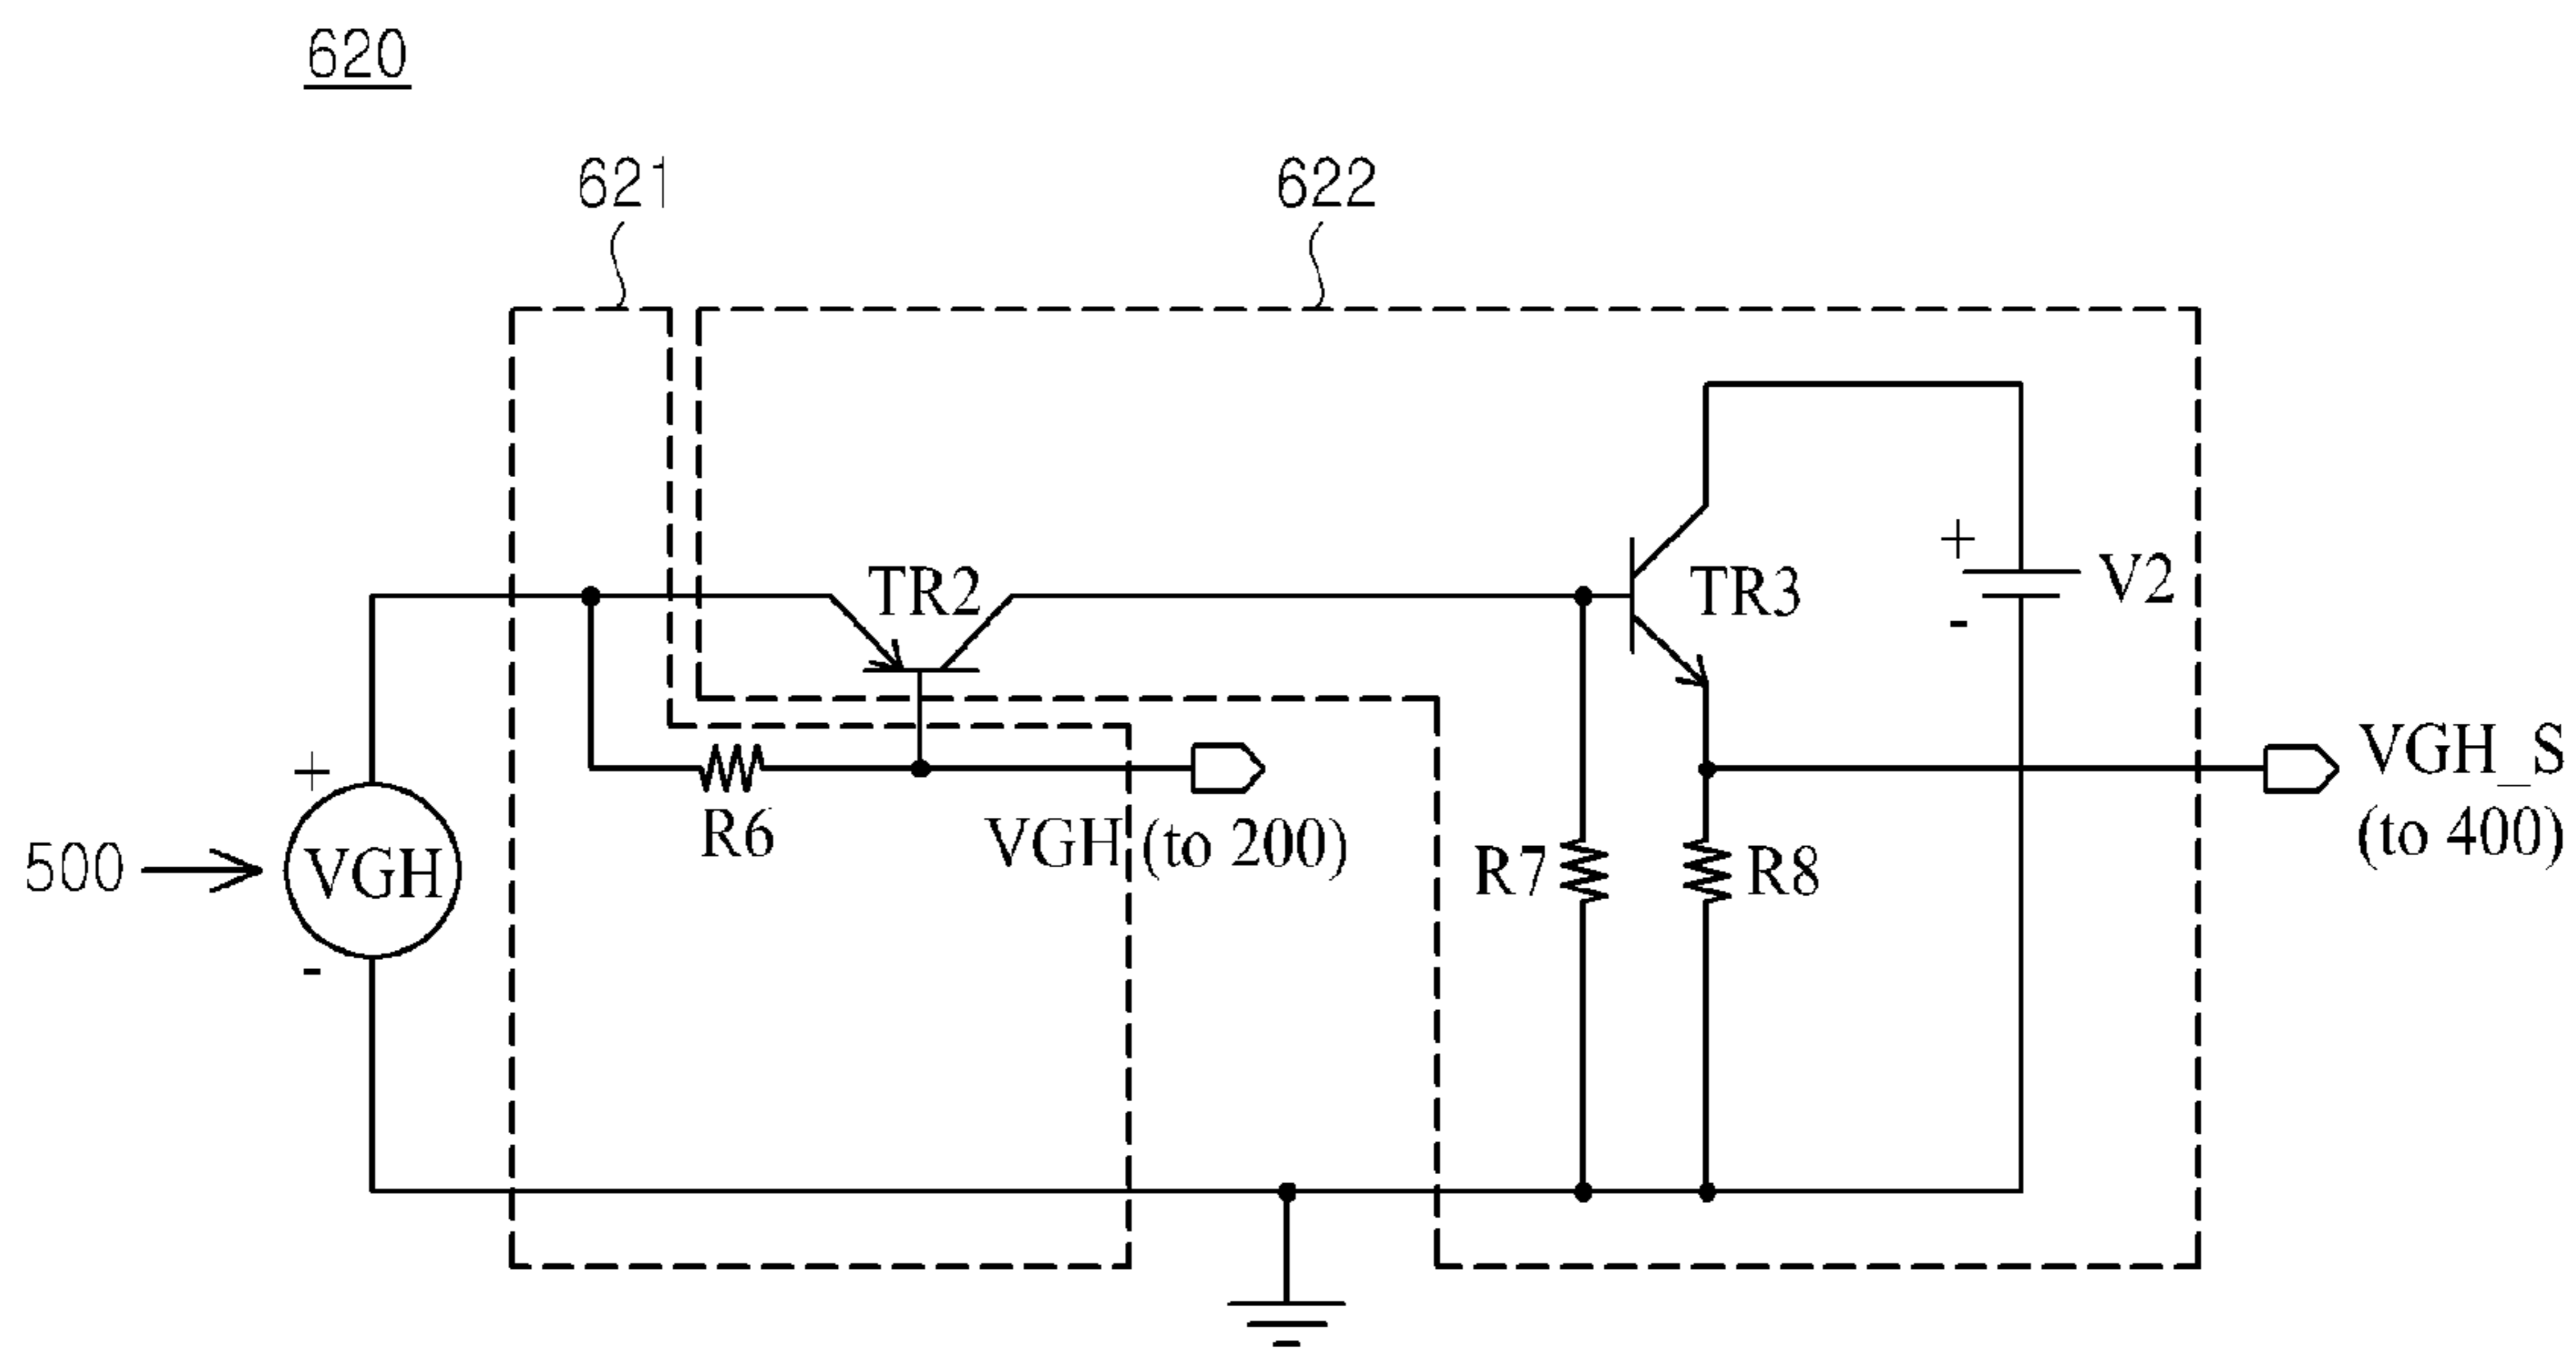 620
621
622
TR2
TR3
+
V2
-
+
R6
VGH_S
VGH (to 200)
(to 400)
500
VGH
R7
R8
-